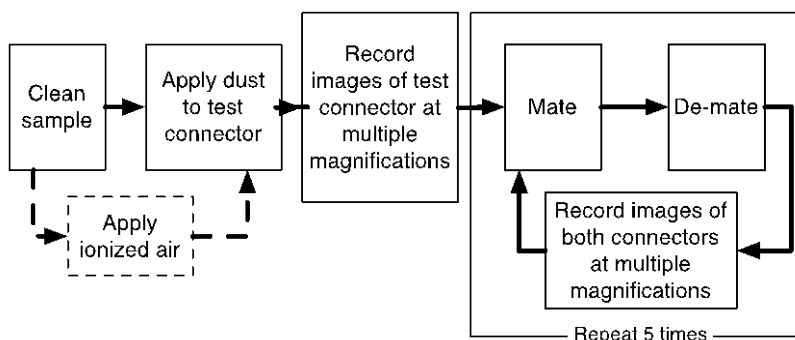 Clean
sample
Apply dust
to test
connector
Record
images of test
connector at
multiple
magnifications
Mate
De-mate
Apply
ionized air
Record images of
both connectors
at multiple
magnifications
Repeat 5 times